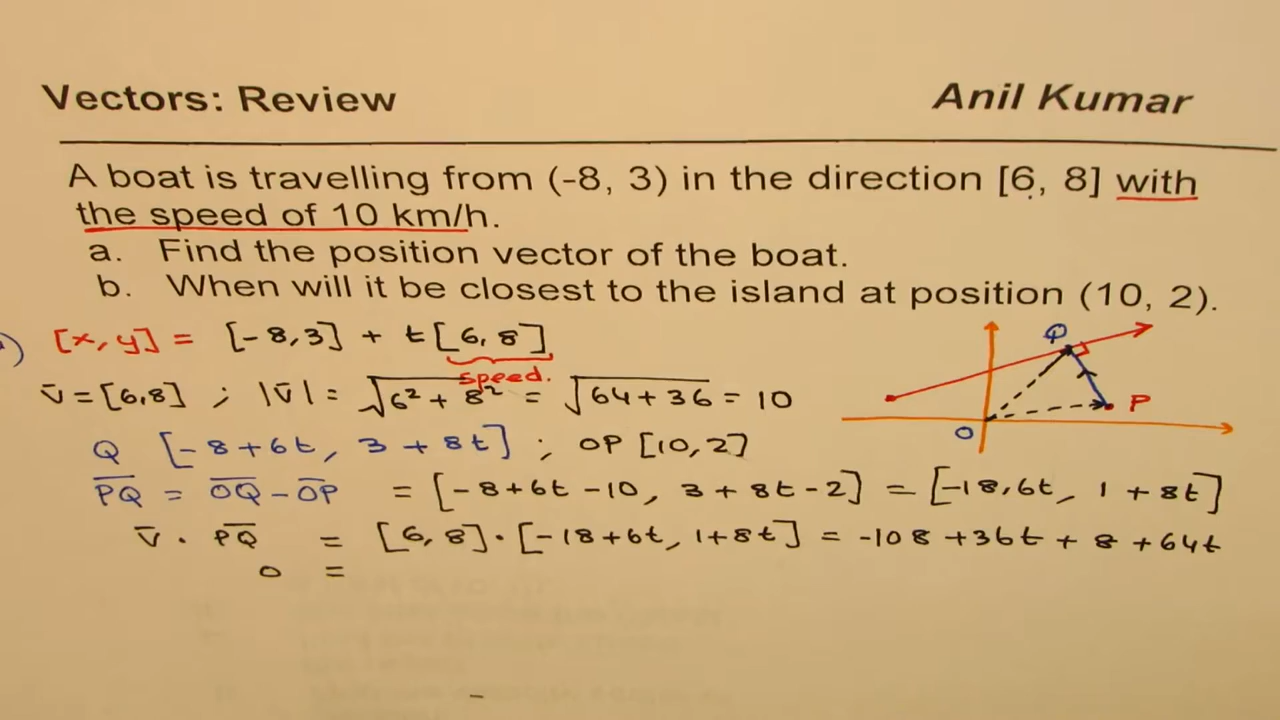 Vectors: Review
Anil Kumar
A boat is travelling from (-8, 3) in the direction [6, 8] with
the speed of 10 km/h.
a. Find the position vector of the boat.
b. When will it be closest to the island at position (10, 2).
[x, y] = [-8,3] + t[6, 8]
speed.
v̄ = [6,8] ; |v̄| = √6² + 8² = √64+36 = 10
Q [-8+6t, 3+8t] ; OP [10,2]
P̄Q̄ = ŌQ̄ - ŌP̄ = [-8+6t-10, 3+8t-2] = [-18,6t, 1+8t]
v̄ · P̄Q̄ = [6,8]·[-18+6t, 1+8t] = -108+36t+8+64t
0 =
Q
P
O